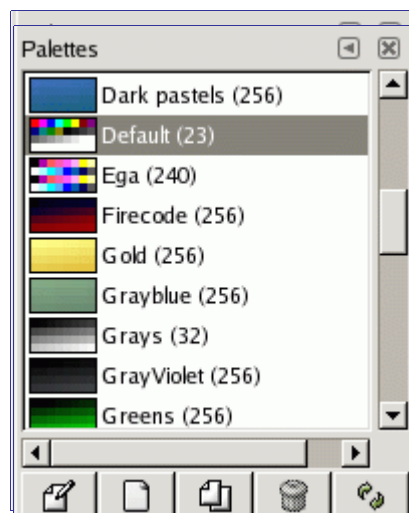 Palettes
Dark pastels (256)
Default (23)
Ega (240)
Firecode (256)
Gold (256)
Grayblue (256)
Grays (32)
GrayViolet (256)
Greens (256)